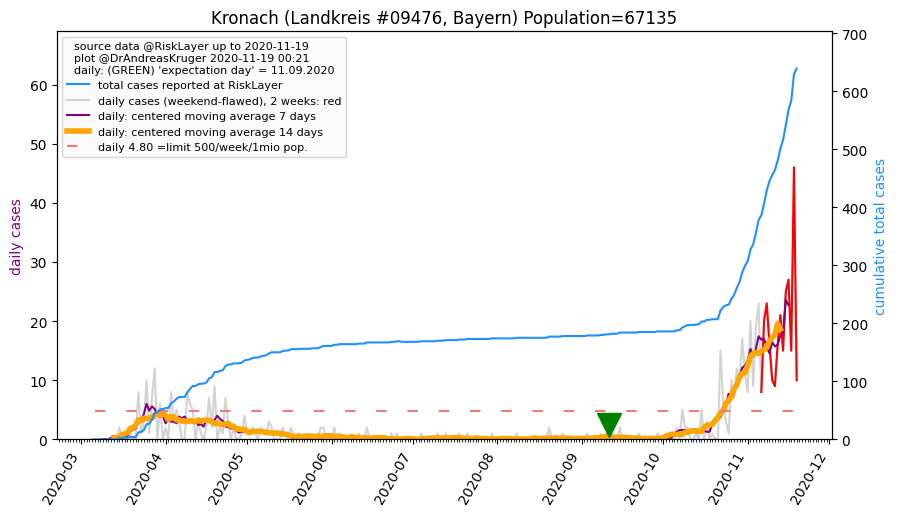 Kronach (Landkreis #09476, Bayern) Population=67135
source data @RiskLayer up to 2020-11-19
plot @DrAndreasKruger 2020-11-19 00:21
daily: (GREEN) 'expectation day' = 11.09.2020
total cases reported at RiskLayer
daily cases (weekend-flawed), 2 weeks: red
daily: centered moving average 7 days
daily: centered moving average 14 days
daily 4.80 =limit 500/week/1mio pop.
daily cases
60
50
40
30
20
10
0
700
600
500
400
300
200
100
0
cumulative total cases
2020-03
2020-04
2020-05
2020-06
2020-07
2020-08
2020-09
2020-10
2020-11
2020-12